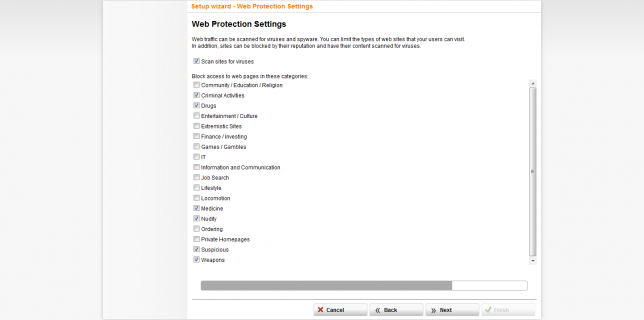 Setup wizard - Web Protection Settings
Web Protection Settings
Web traffic can be scanned for viruses and spyware. You can limit the types of web sites that your users can visit.
In addition, sites can be blocked by their reputation and have their content scanned for viruses.
Scan sites for viruses
Block access to web pages in these categories:
Community / Education / Religion
Criminal Activities
Drugs
Entertainment / Culture
Extremistic Sites
Finance / Investing
Games / Gambles
IT
Information and Communication
Job Search
Lifestyle
Locomotion
Medicine
Nudity
Ordering
Private Homepages
Suspicious
Weapons
Cancel
Back
Next
Finish